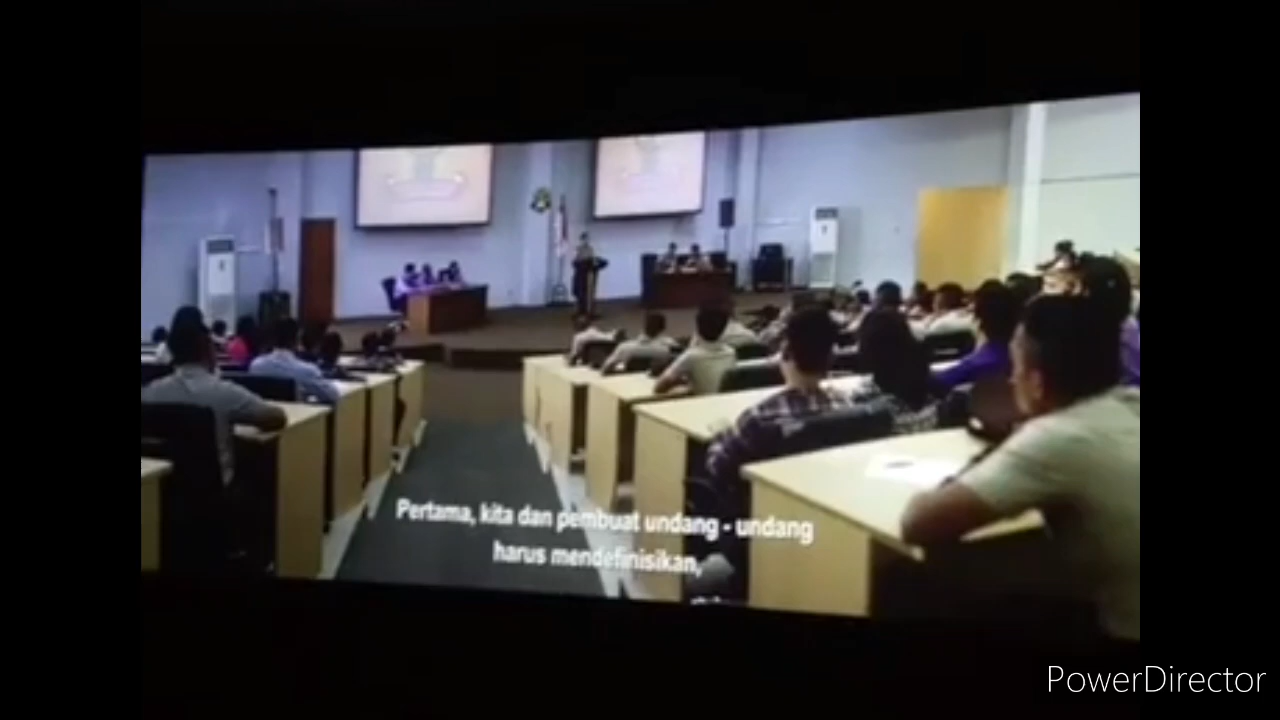 Pertama, kita dan pembuat undang - undang
harus mendefinisikan,
PowerDirector